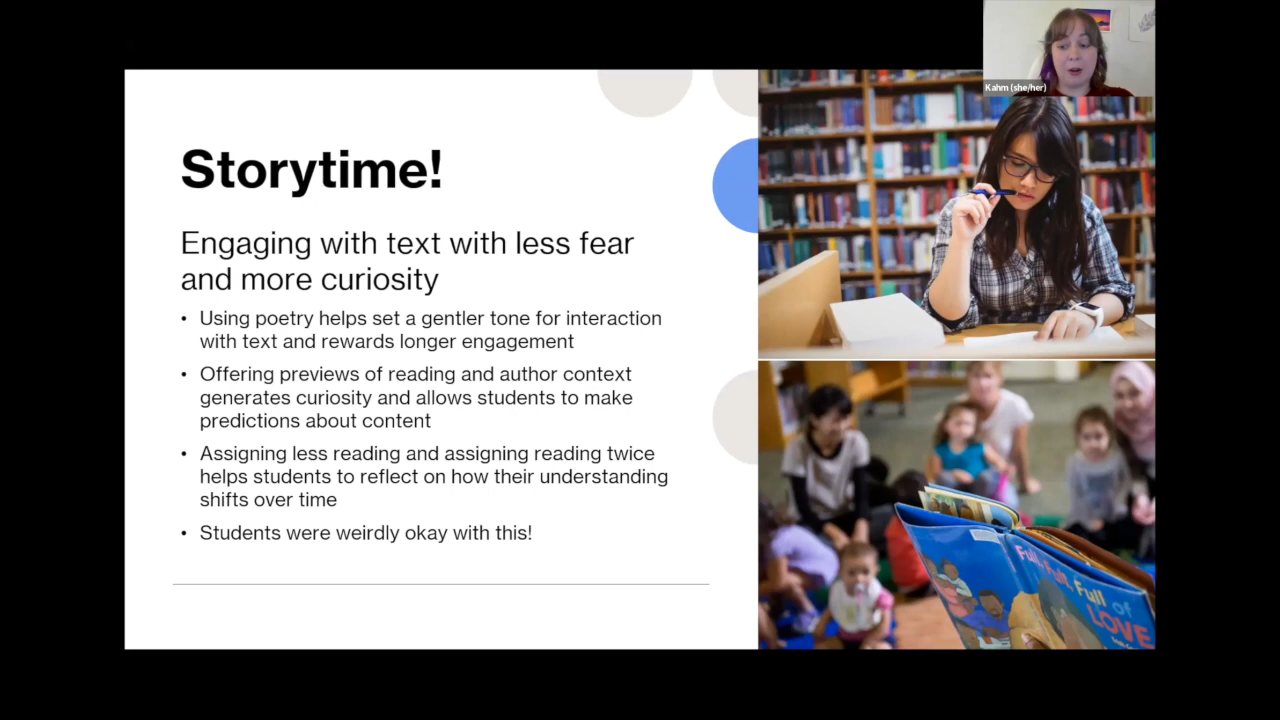 Kahm (she/her)
Storytime!
Engaging with text with less fear
and more curiosity
• Using poetry helps set a gentler tone for interaction
with text and rewards longer engagement
• Offering previews of reading and author context
generates curiosity and allows students to make
predictions about content
• Assigning less reading and assigning reading twice
helps students to reflect on how their understanding
shifts over time
• Students were weirdly okay with this!
Full, Full, Full of
LOVE